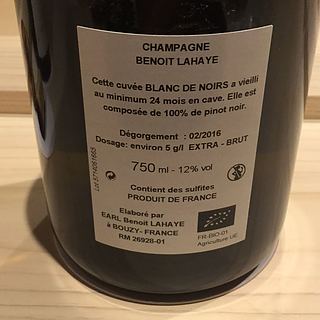 CHAMPAGNE
BENOIT LAHAYE
Cette cuvée BLANC DE NOIRS a vieilli
au minimum 24 mois en cave. Elle est
composée de 100% de pinot noir.
Dégorgement : 02/2016
Dosage: environ 5 g/l EXTRA - BRUT
750 ml - 12% vol
Contient des sulfites
PRODUIT DE FRANCE
Elaboré par
EARL Benoit LAHAYE
à BOUZY- FRANCE
RM 26928-01
FR-BIO-01
Agriculture UE